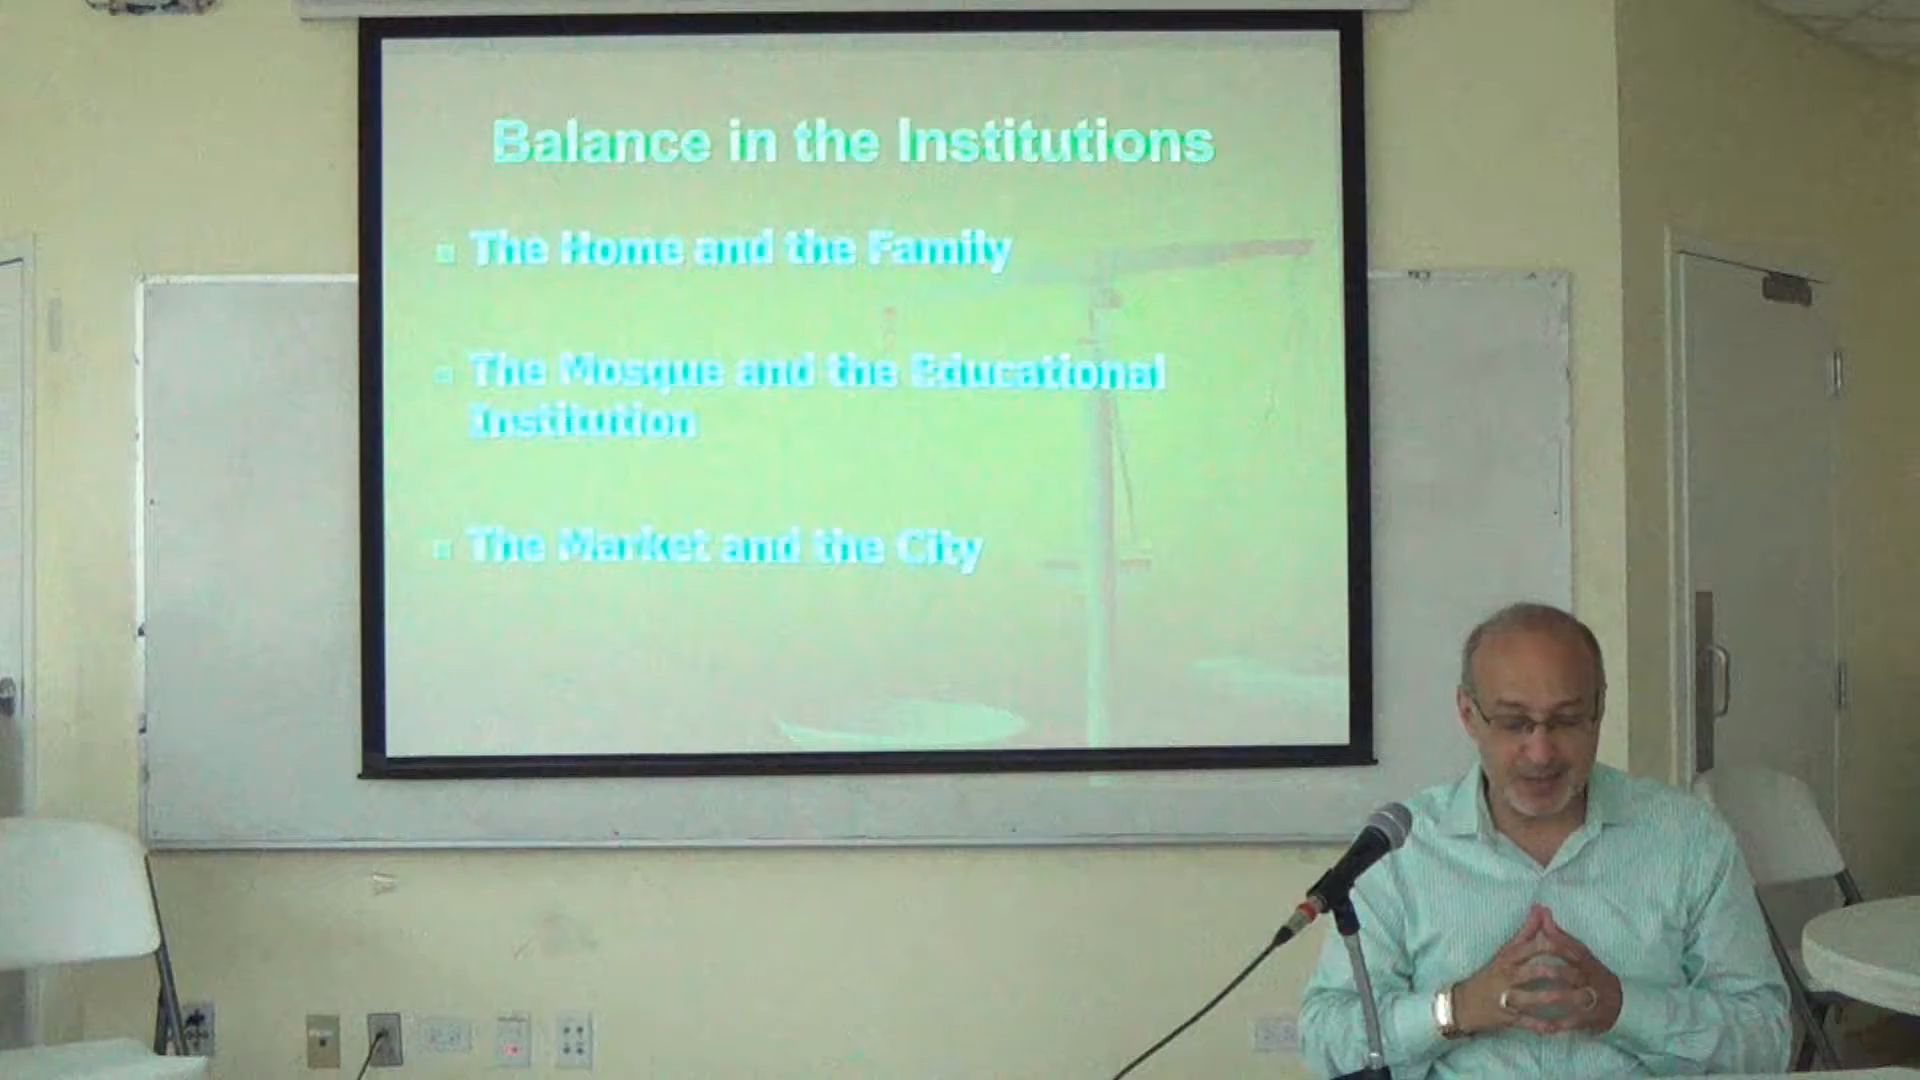 Balance in the Institutions
The Home and the Family
The Mosque and the Educational
Institution
The Market and the City